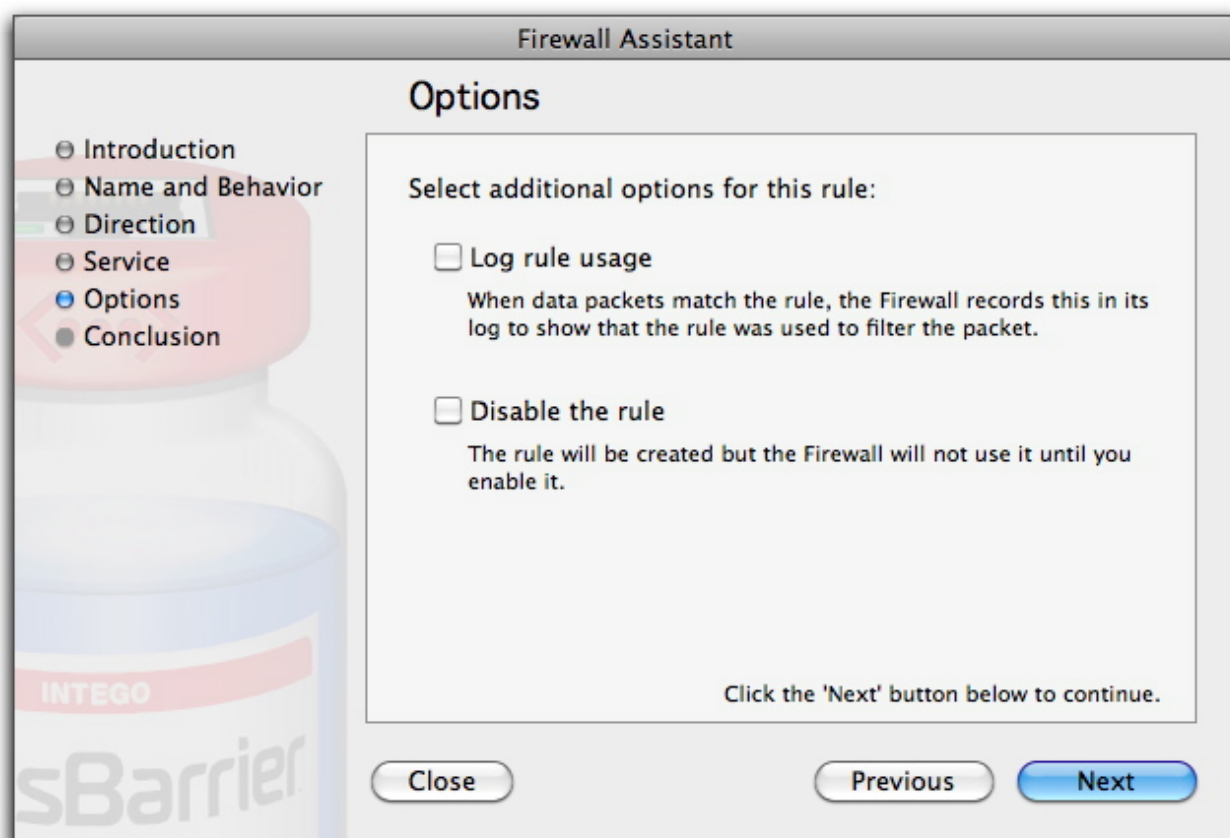 Firewall Assistant
Options
Introduction
Name and Behavior
Direction
Service
Options
Conclusion
Select additional options for this rule:
Log rule usage
When data packets match the rule, the Firewall records this in its
log to show that the rule was used to filter the packet.
Disable the rule
The rule will be created but the Firewall will not use it until you
enable it.
Click the 'Next' button below to continue.
INTEGO
sBarrier
Close
Previous
Next